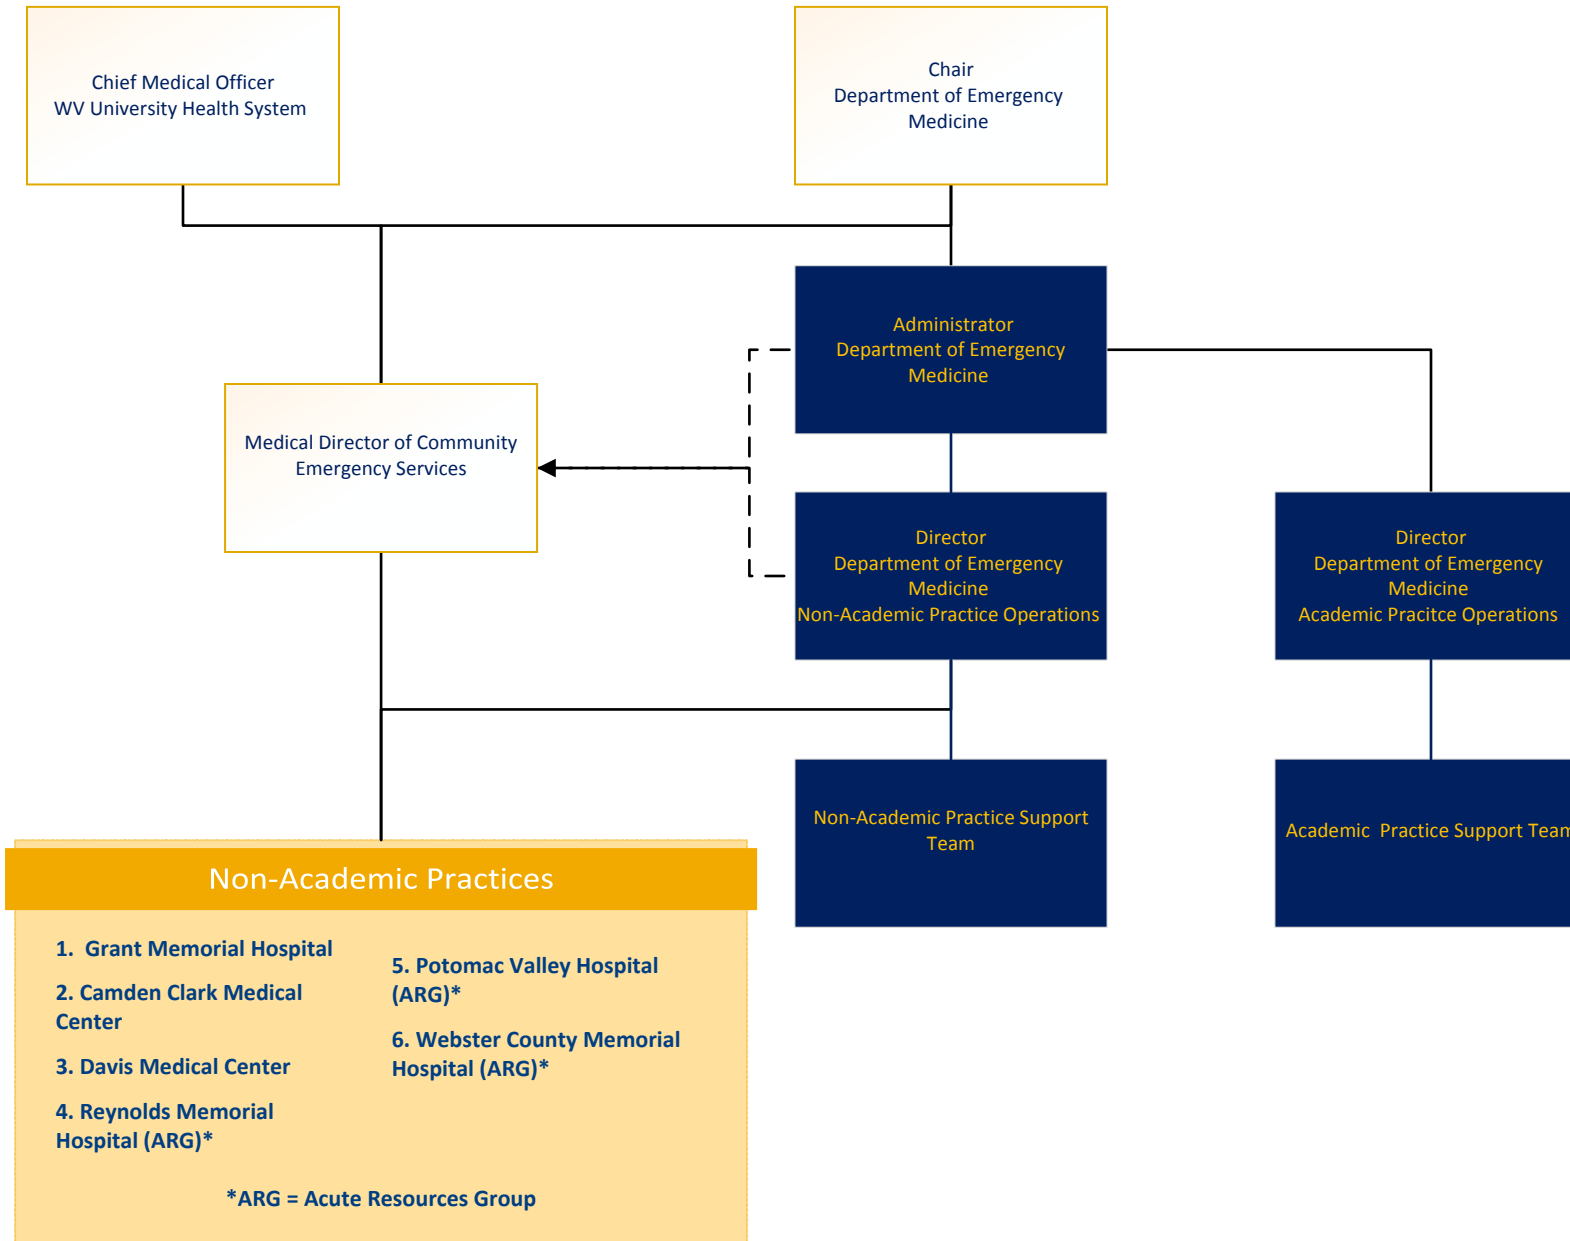 Chief Medical Officer
WV University Health System
Chair
Department of Emergency
Medicine
Administrator
Department of Emergency
Medicine
Medical Director of Community
Emergency Services
Director
Department of Emergency
Medicine
Non-Academic Practice Operations
Director
Department of Emergency
Medicine
Academic Pracitce Operations
Non-Academic Practice Support
Team
Academic  Practice Support Team
Non-Academic Practices
1.  Grant Memorial Hospital
2. Camden Clark Medical
Center
3. Davis Medical Center
4. Reynolds Memorial
Hospital (ARG)*
5. Potomac Valley Hospital
(ARG)*
6. Webster County Memorial
Hospital (ARG)*
*ARG = Acute Resources Group